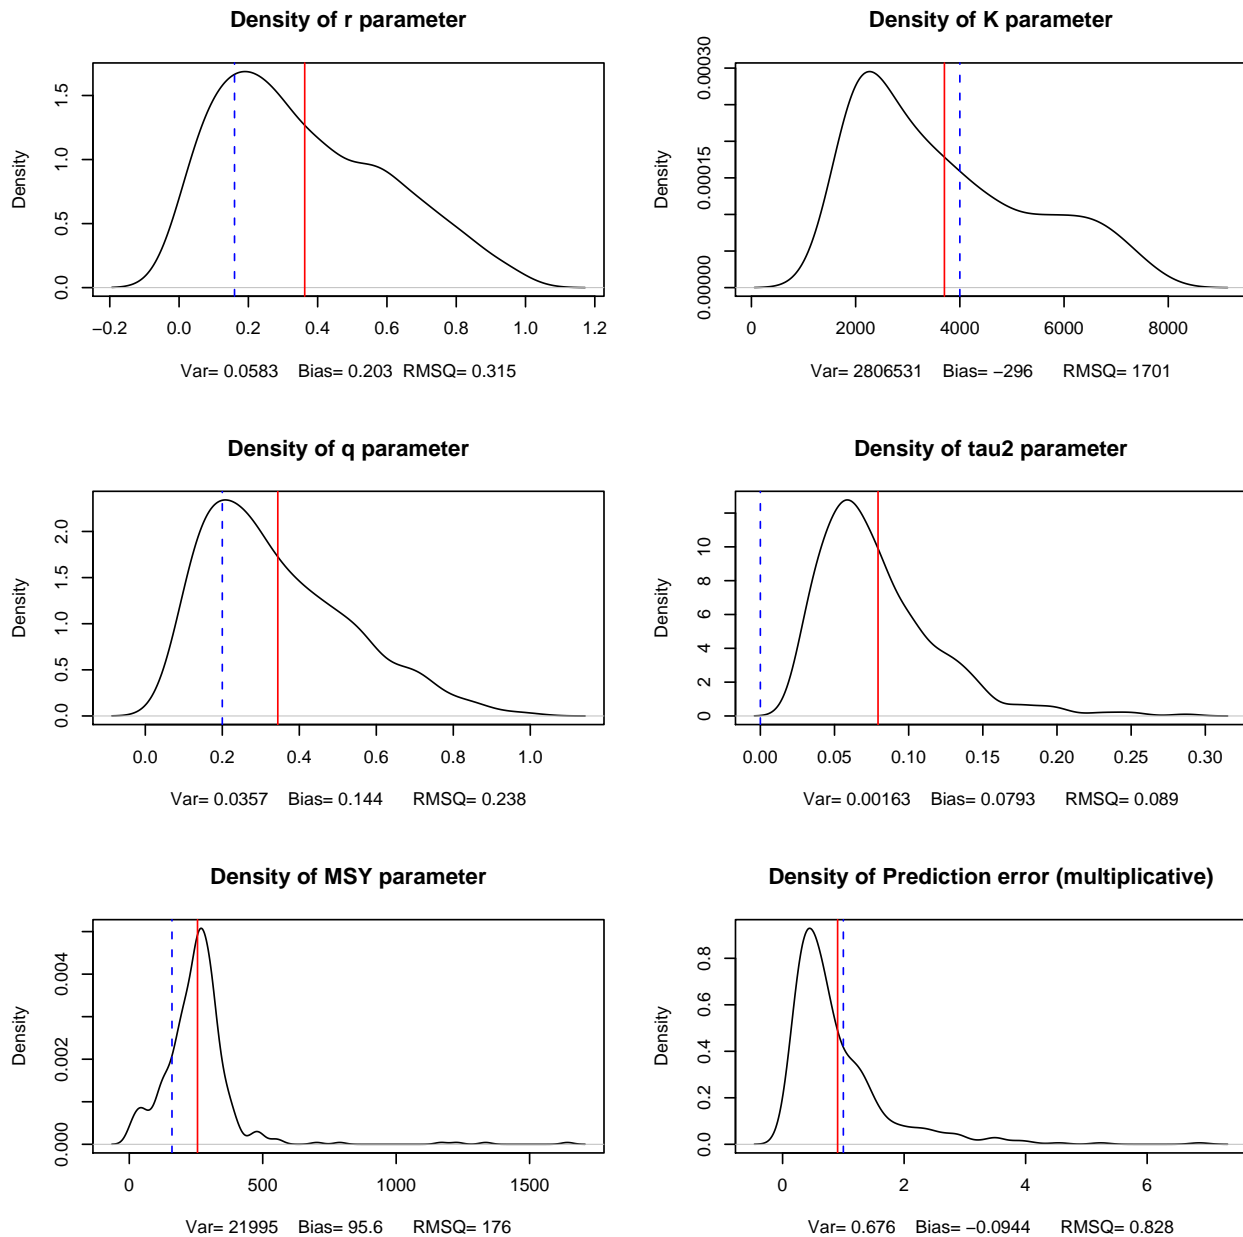 Density of r parameter
Density
0.0 0.5 1.0 1.5
−0.2 0.0 0.2 0.4 0.6 0.8 1.0 1.2
Var= 0.0583 Bias= 0.203 RMSQ= 0.315
Density of K parameter
Density
0.00000 0.00015 0.00030
0 2000 4000 6000 8000
Var= 2806531 Bias= −296 RMSQ= 1701
Density of q parameter
Density
0.0 0.5 1.0 1.5 2.0
0.0 0.2 0.4 0.6 0.8 1.0
Var= 0.0357 Bias= 0.144 RMSQ= 0.238
Density of tau2 parameter
Density
0 2 4 6 8 10
0.00 0.05 0.10 0.15 0.20 0.25 0.30
Var= 0.00163 Bias= 0.0793 RMSQ= 0.089
Density of MSY parameter
Density
0.000 0.002 0.004
0 500 1000 1500
Var= 21995 Bias= 95.6 RMSQ= 176
Density of Prediction error (multiplicative)
Density
0.0 0.2 0.4 0.6 0.8
0 2 4 6
Var= 0.676 Bias= −0.0944 RMSQ= 0.828